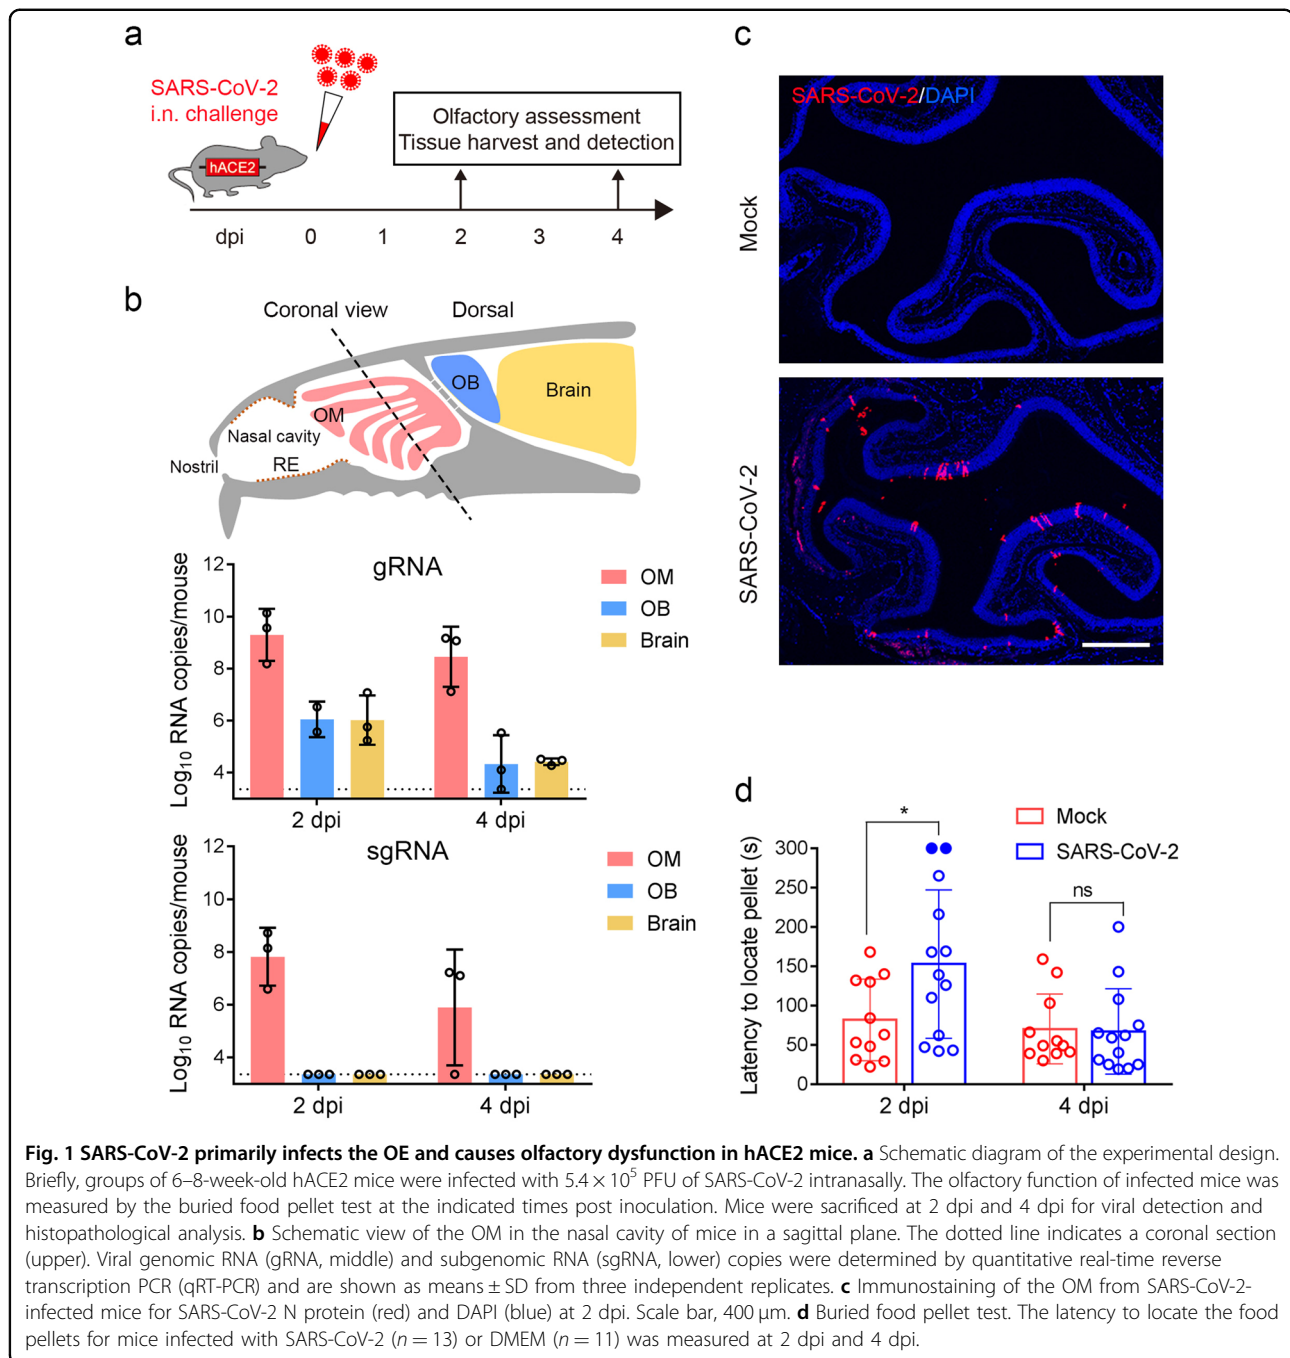 a
SARS-CoV-2
i.n. challenge
hACE2
Olfactory assessment
Tissue harvest and detection
dpi 0 1 2 3 4
b
Coronal view
Dorsal
OB
Brain
OM
Nasal cavity
Nostril
RE
gRNA
Log10 RNA copies/mouse
12
10
8
6
4
2 dpi 4 dpi
OM
OB
Brain
sgRNA
Log10 RNA copies/mouse
12
10
8
6
4
2 dpi 4 dpi
OM
OB
Brain
c
SARS-CoV-2/DAPI
Mock
SARS-CoV-2
d
Latency to locate pellet (s)
300
250
200
150
100
50
0
*
ns
Mock
SARS-CoV-2
2 dpi 4 dpi
Fig. 1 SARS-CoV-2 primarily infects the OE and causes olfactory dysfunction in hACE2 mice. a Schematic diagram of the experimental design.
Briefly, groups of 6–8-week-old hACE2 mice were infected with 5.4 × 10⁵ PFU of SARS-CoV-2 intranasally. The olfactory function of infected mice was
measured by the buried food pellet test at the indicated times post inoculation. Mice were sacrificed at 2 dpi and 4 dpi for viral detection and
histopathological analysis. b Schematic view of the OM in the nasal cavity of mice in a sagittal plane. The dotted line indicates a coronal section
(upper). Viral genomic RNA (gRNA, middle) and subgenomic RNA (sgRNA, lower) copies were determined by quantitative real-time reverse
transcription PCR (qRT-PCR) and are shown as means ± SD from three independent replicates. c Immunostaining of the OM from SARS-CoV-2-
infected mice for SARS-CoV-2 N protein (red) and DAPI (blue) at 2 dpi. Scale bar, 400 µm. d Buried food pellet test. The latency to locate the food
pellets for mice infected with SARS-CoV-2 (n = 13) or DMEM (n = 11) was measured at 2 dpi and 4 dpi.